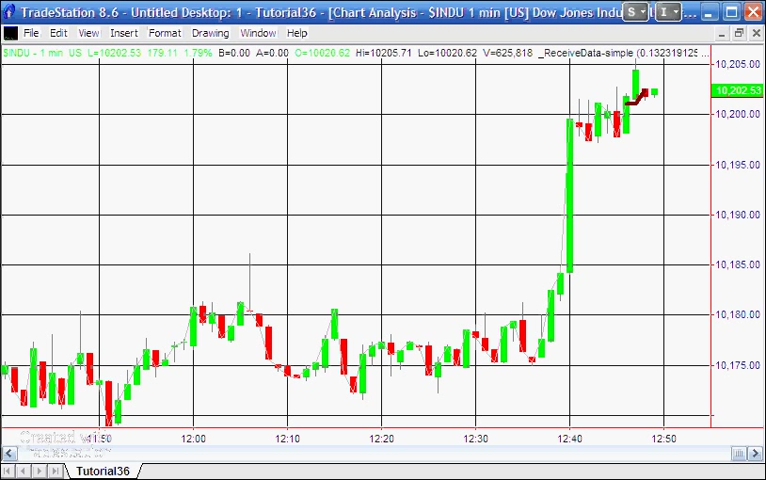 TradeStation 8.6 - Untitled Desktop: 1 - Tutorial36 - [Chart Analysis - $INDU 1 min [US] Dow Jones Indu
S
I
File Edit View Insert Format Drawing Window Help
$INDU - 1 min US L=10202.53 179.11 1.79% B=0.00 A=0.00 O=10020.62 Hi=10205.71 Lo=10020.62 V=625,818 _ReceiveData-simple (0.132319125...
10,205.00
10,202.53
10,200.00
10,195.00
10,190.00
10,185.00
10,180.00
10,175.00
Created with
11:50 12:00 12:10 12:20 12:30 12:40 12:50
Tutorial36